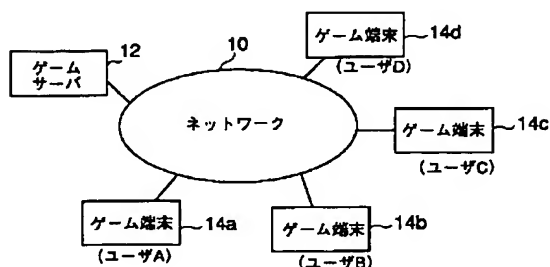 ゲーム端末
14d
(ユーザD)
10
12
ゲーム
サーバ
ネットワーク
ゲーム端末
14c
(ユーザC)
ゲーム端末
14a
(ユーザA)
ゲーム端末
14b
(ユーザB)